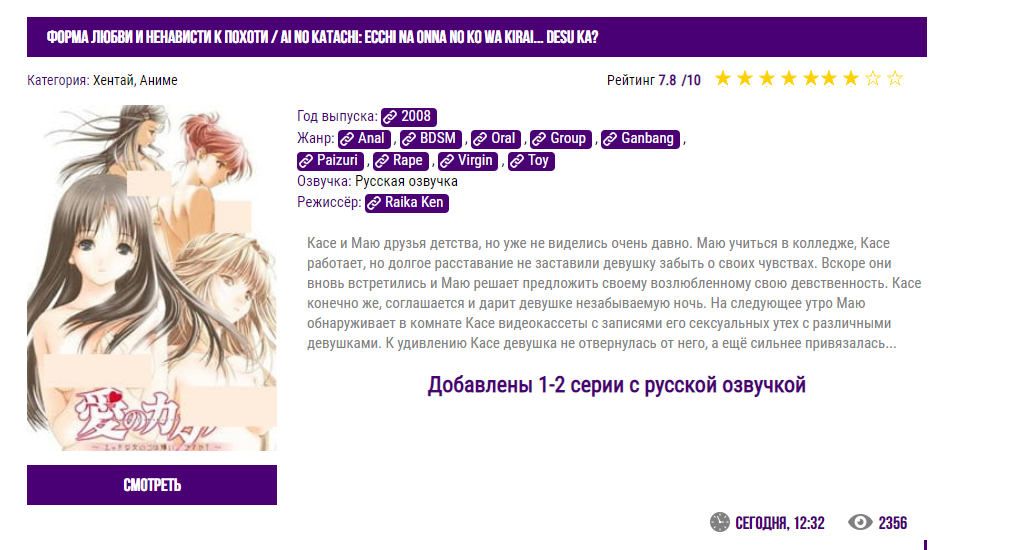 ФОРМА ЛЮБВИ И НЕНАВИСТИ К ПОХОТИ / AI NO KATACHI: ECCHI NA ONNA NO KO WA KIRAI... DESU KA?
Категория: Хентай, Аниме
Рейтинг 7.8 /10
Год выпуска: 2008
Жанр: Anal , BDSM , Oral , Group , Ganbang ,
Paizuri , Rape , Virgin , Toy
Озвучка: Русская озвучка
Режиссёр: Raika Ken
Касе и Маю друзья детства, но уже не виделись очень давно. Маю учиться в колледже, Касе
работает, но долгое расставание не заставили девушку забыть о своих чувствах. Вскоре они
вновь встретились и Маю решает предложить своему возлюбленному свою девственность. Касе
конечно же, соглашается и дарит девушке незабываемую ночь. На следующее утро Маю
обнаруживает в комнате Касе видеокассеты с записями его сексуальных утех с различными
девушками. К удивлению Касе девушка не отвернулась от него, а ещё сильнее привязалась...
Добавлены 1-2 серии с русской озвучкой
СМОТРЕТЬ
СЕГОДНЯ, 12:32
2356